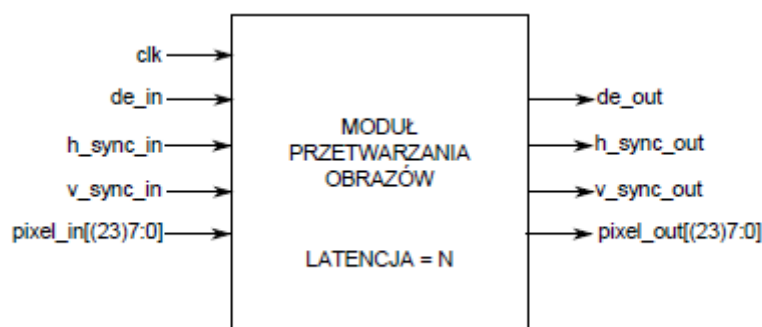 clk
de_in
h_sync_in
v_sync_in
pixel_in[(23)7:0]
MODUŁ
PRZETWARZANIA
OBRAZÓW
LATENCJA = N
de_out
h_sync_out
v_sync_out
pixel_out[(23)7:0]